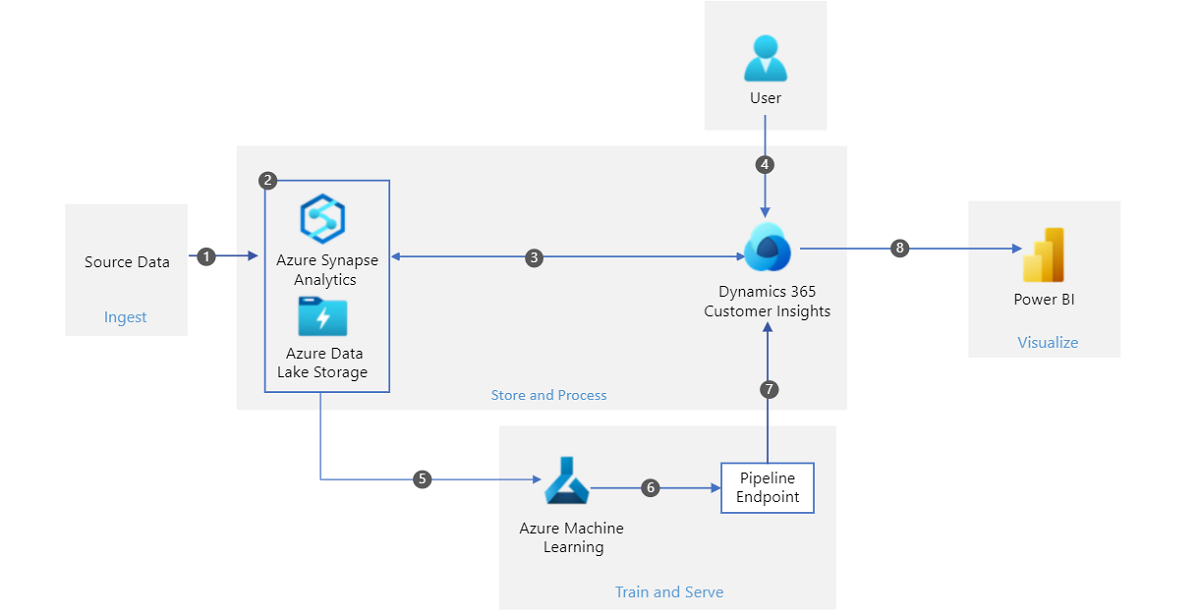 User
4
2
Source Data
Ingest
1
Azure Synapse
Analytics
Azure Data
Lake Storage
3
Dynamics 365
Customer Insights
8
Power BI
Visualize
Store and Process
7
5
Azure Machine
Learning
6
Pipeline
Endpoint
Train and Serve